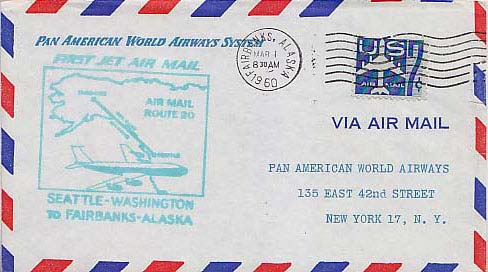 PAN AMERICAN WORLD AIRWAYS SYSTEM
FIRST JET AIR MAIL
AIR MAIL
ROUTE 20
SEATTLE-WASHINGTON
TO FAIRBANKS-ALASKA
FAIRBANKS, ALASKA
MAR 1
8 30 AM
1960
US
7¢
AIR MAIL
VIA AIR MAIL
PAN AMERICAN WORLD AIRWAYS
135 EAST 42nd STREET
NEW YORK 17, N. Y.